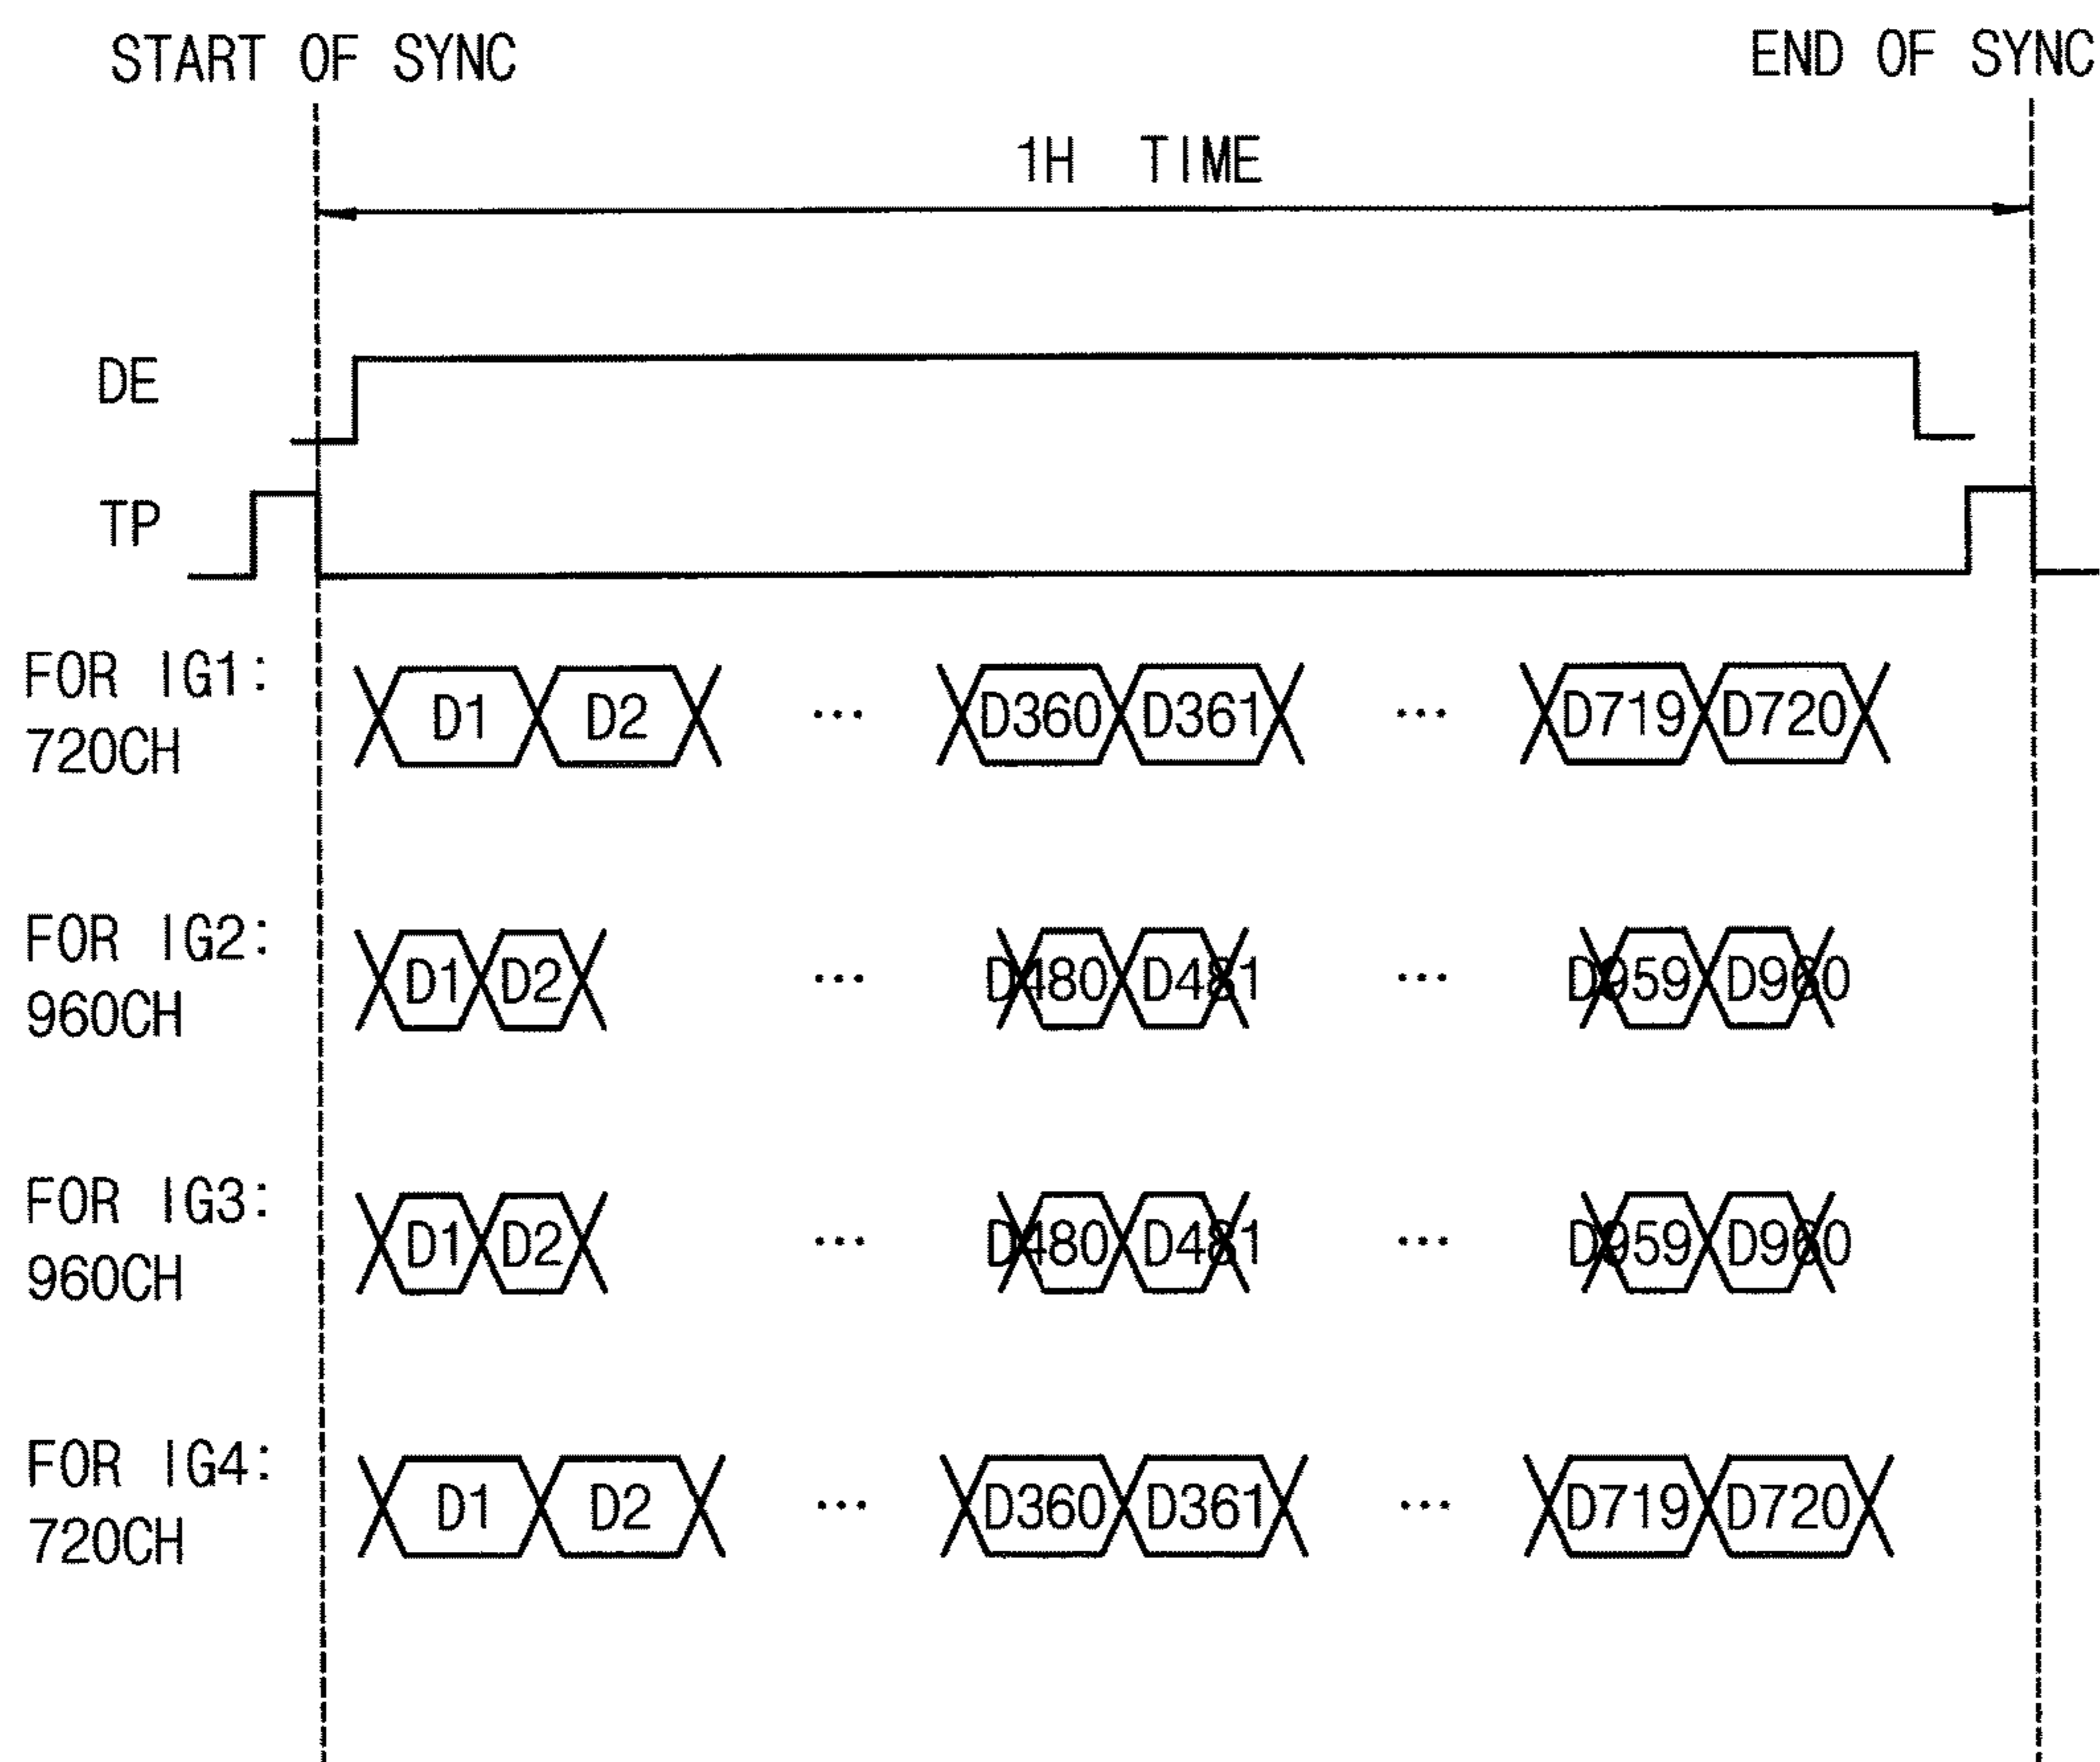 START OF SYNC END OF SYNC
1H TIME
DE
TP
FOR IG1:
720CH
D1 D2 ... D360 D361 ... D719 D720
FOR IG2:
960CH
D1 D2 ... D480 D481 ... D959 D960
FOR IG3:
960CH
D1 D2 ... D480 D481 ... D959 D960
FOR IG4:
720CH
D1 D2 ... D360 D361 ... D719 D720